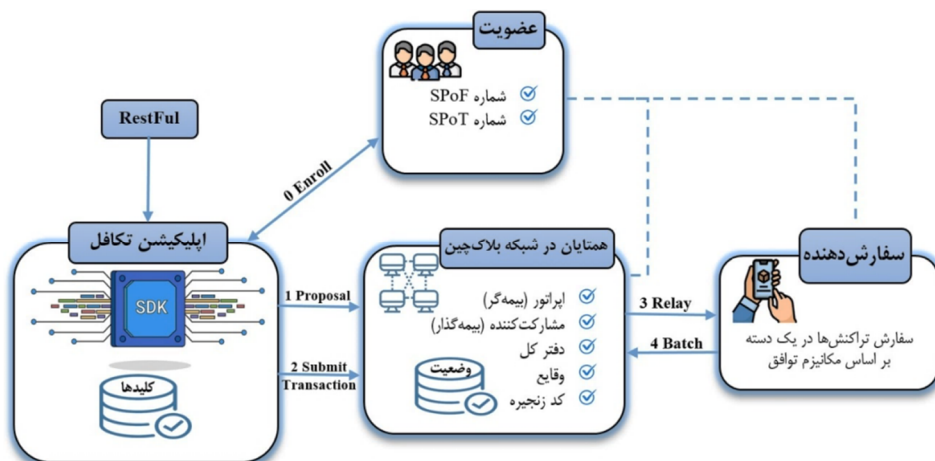 عضویت
شماره SPoF
شماره SPoT
RestFul
0 Enroll
اپلیکیشن تکافل
SDK
کلیدها
1 Proposal
2 Submit
Transaction
همتایان در شبکه بلاک‌چین
اپراتور (بیمه‌گر)
مشارکت‌کننده (بیمه‌گذار)
دفتر کل
وقایع
کد زنجیره
وضعیت
3 Relay
4 Batch
سفارش‌دهنده
سفارش تراکنش‌ها در یک دسته
بر اساس مکانیزم توافق